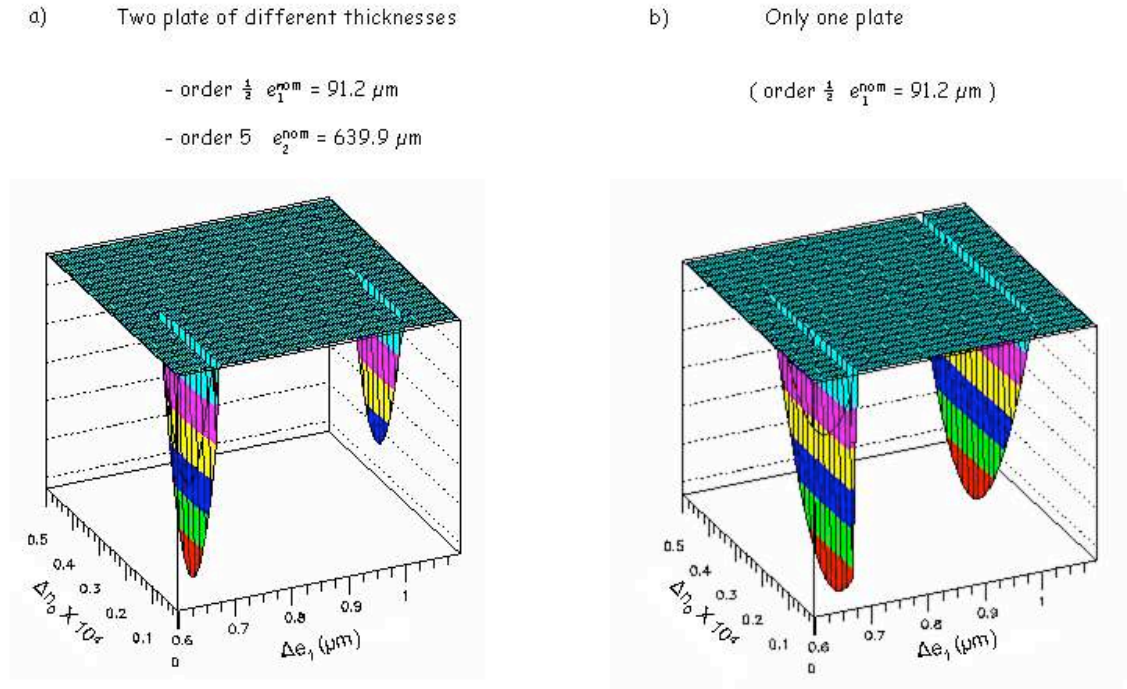 a) Two plate of different thicknesses
- order ½ e₁ⁿᵒᵐ = 91.2 μm
- order 5 e₂ⁿᵒᵐ = 639.9 μm
0.5
0.4
0.3
0.2
0.1
0
Δn₀ X 10⁴
0.6 0.7 0.8 0.9 1
Δe₁ (μm)
b) Only one plate
( order ½ e₁ⁿᵒᵐ = 91.2 μm )
0.5
0.4
0.3
0.2
0.1
0
Δn₀ X 10⁴
0.6 0.7 0.8 0.9 1
Δe₁ (μm)